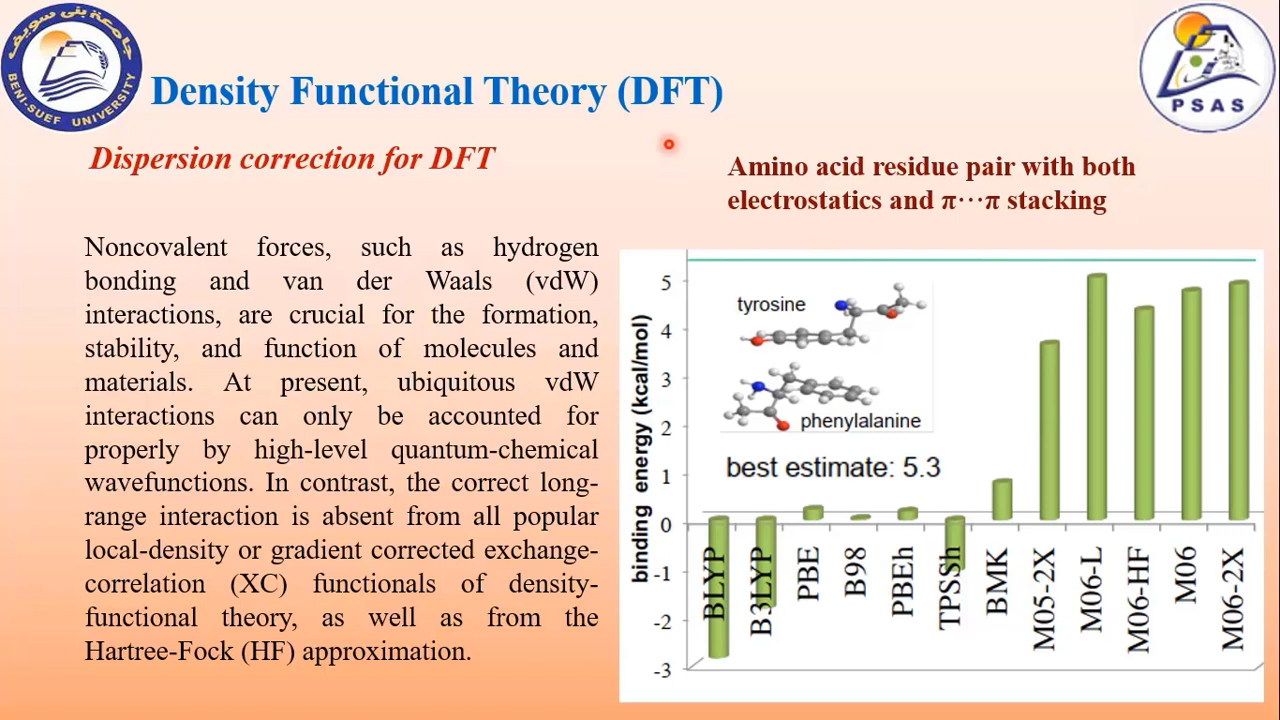 جامعة بنى سويف
BENI-SUEF UNIVERSITY
PSAS
Density Functional Theory (DFT)
Dispersion correction for DFT
Noncovalent forces, such as hydrogen
bonding and van der Waals (vdW)
interactions, are crucial for the formation,
stability, and function of molecules and
materials. At present, ubiquitous vdW
interactions can only be accounted for
properly by high-level quantum-chemical
wavefunctions. In contrast, the correct long-
range interaction is absent from all popular
local-density or gradient corrected exchange-
correlation (XC) functionals of density-
functional theory, as well as from the
Hartree-Fock (HF) approximation.
Amino acid residue pair with both
electrostatics and π···π stacking
binding energy (kcal/mol)
5
4
3
2
1
0
-1
-2
-3
tyrosine
phenylalanine
best estimate: 5.3
BLYP
B3LYP
PBE
B98
PBEh
TPSSh
BMK
M05-2X
M06-L
M06-HF
M06
M06-2X